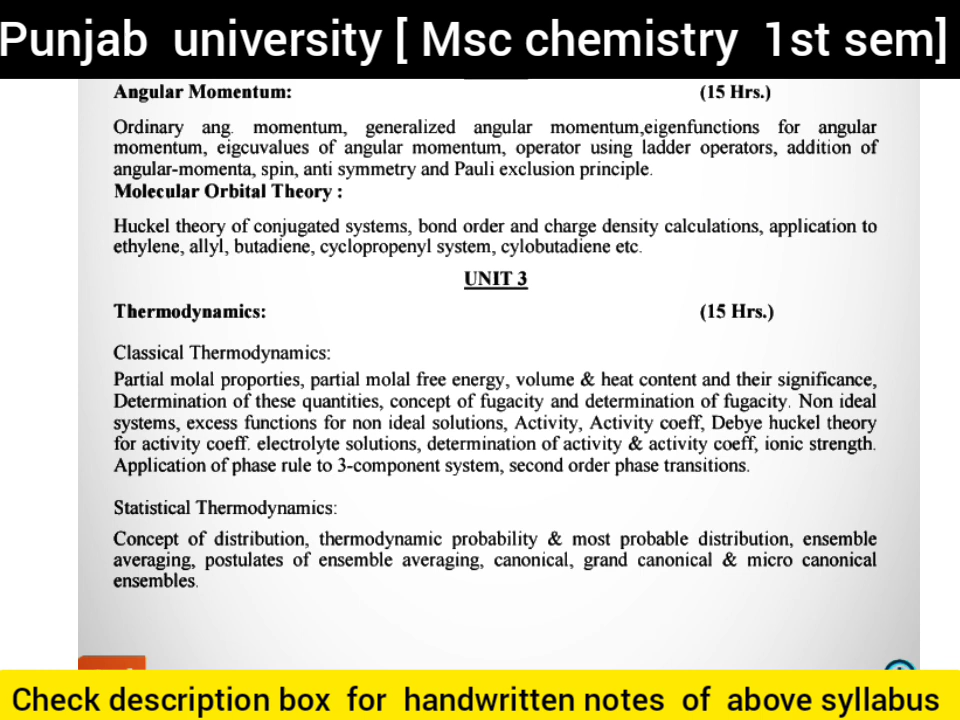 Punjab university [ Msc chemistry 1st sem]
Angular Momentum: (15 Hrs.)
Ordinary ang. momentum, generalized angular momentum,eigenfunctions for angular
momentum, eigcuvalues of angular momentum, operator using ladder operators, addition of
angular-momenta, spin, anti symmetry and Pauli exclusion principle.
Molecular Orbital Theory :
Huckel theory of conjugated systems, bond order and charge density calculations, application to
ethylene, allyl, butadiene, cyclopropenyl system, cylobutadiene etc.
UNIT 3
Thermodynamics: (15 Hrs.)
Classical Thermodynamics:
Partial molal proporties, partial molal free energy, volume & heat content and their significance,
Determination of these quantities, concept of fugacity and determination of fugacity. Non ideal
systems, excess functions for non ideal solutions, Activity, Activity coeff, Debye huckel theory
for activity coeff. electrolyte solutions, determination of activity & activity coeff, ionic strength.
Application of phase rule to 3-component system, second order phase transitions.
Statistical Thermodynamics:
Concept of distribution, thermodynamic probability & most probable distribution, ensemble
averaging, postulates of ensemble averaging, canonical, grand canonical & micro canonical
ensembles.
Check description box for handwritten notes of above syllabus